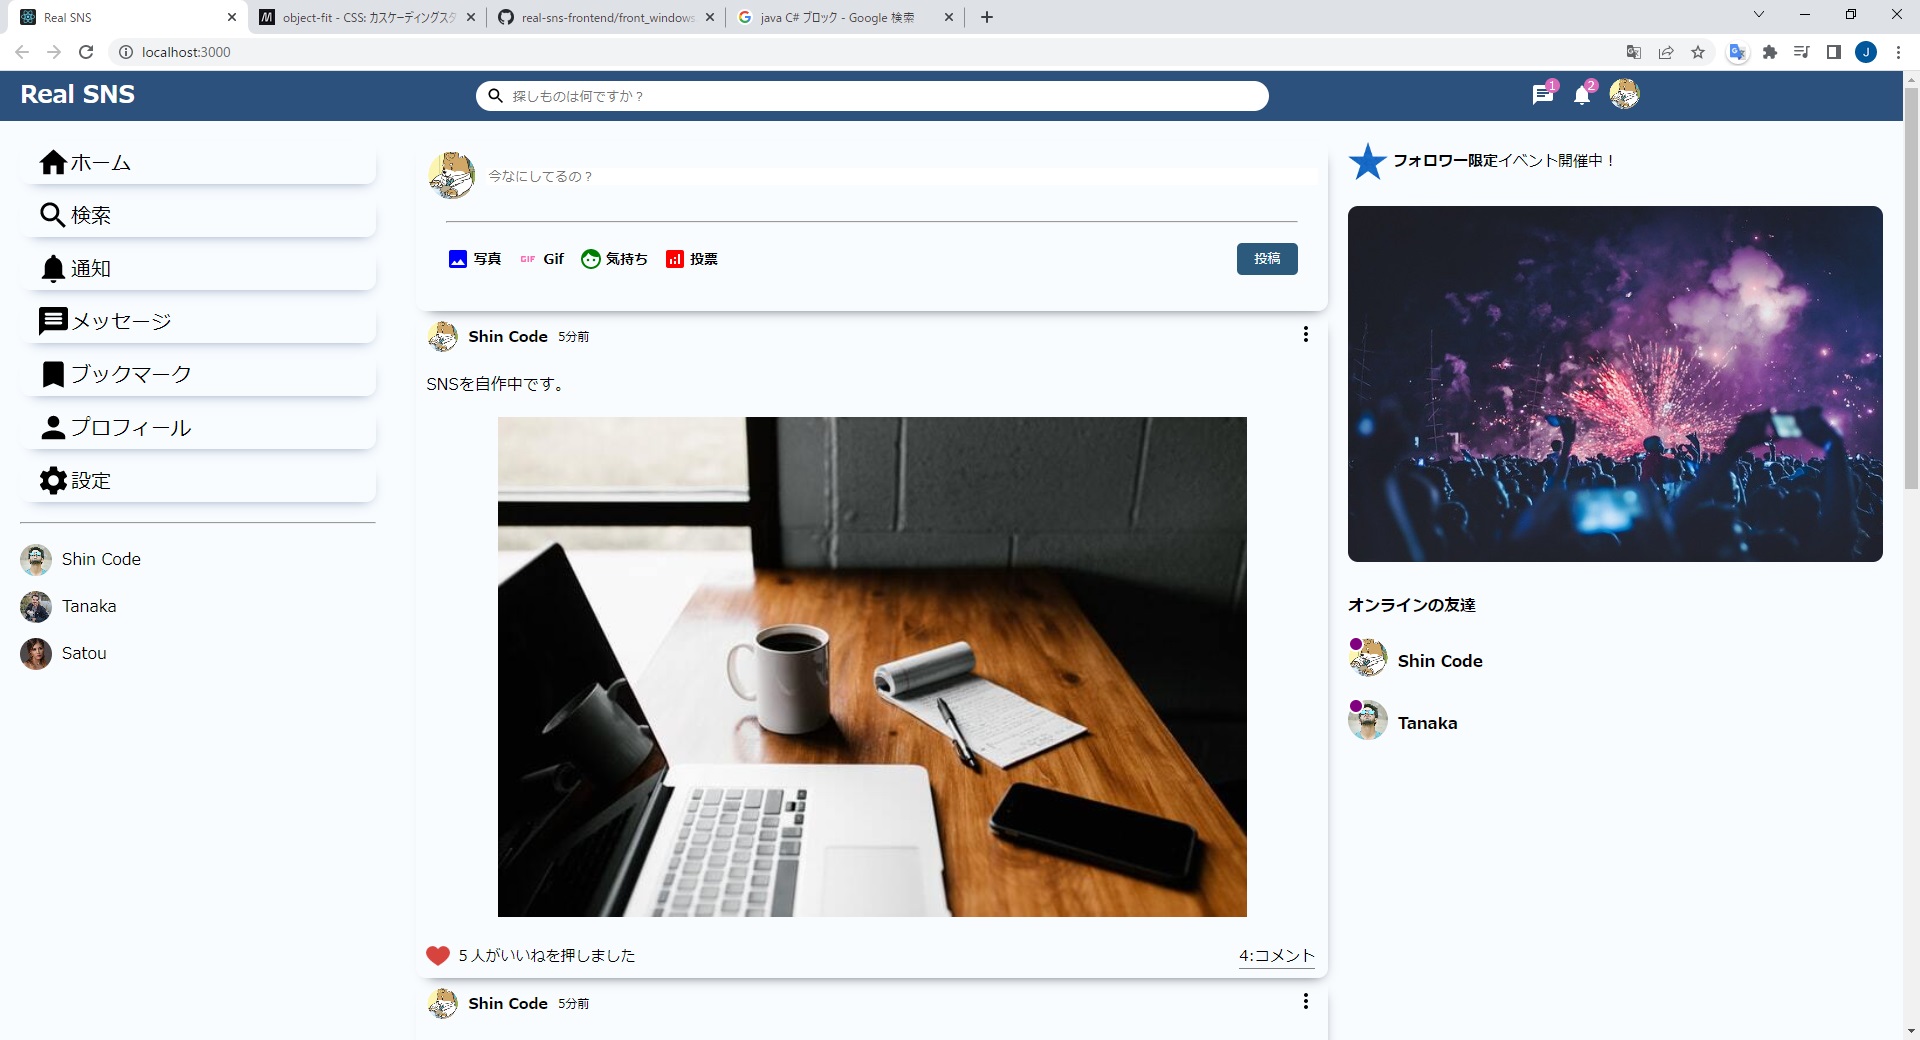 Real SNS
object-fit - CSS: カスケーディングスタ
real-sns-frontend/front_windows
java C# ブロック - Google 検索
localhost:3000
J
Real SNS
探しものは何ですか？
1
2
ホーム
検索
通知
メッセージ
ブックマーク
プロフィール
設定
Shin Code
Tanaka
Satou
今なにしてるの？
写真
GIF
Gif
気持ち
投票
投稿
Shin Code 5分前
SNSを自作中です。
5人がいいねを押しました
4:コメント
Shin Code 5分前
フォロワー限定イベント開催中！
オンラインの友達
Shin Code
Tanaka